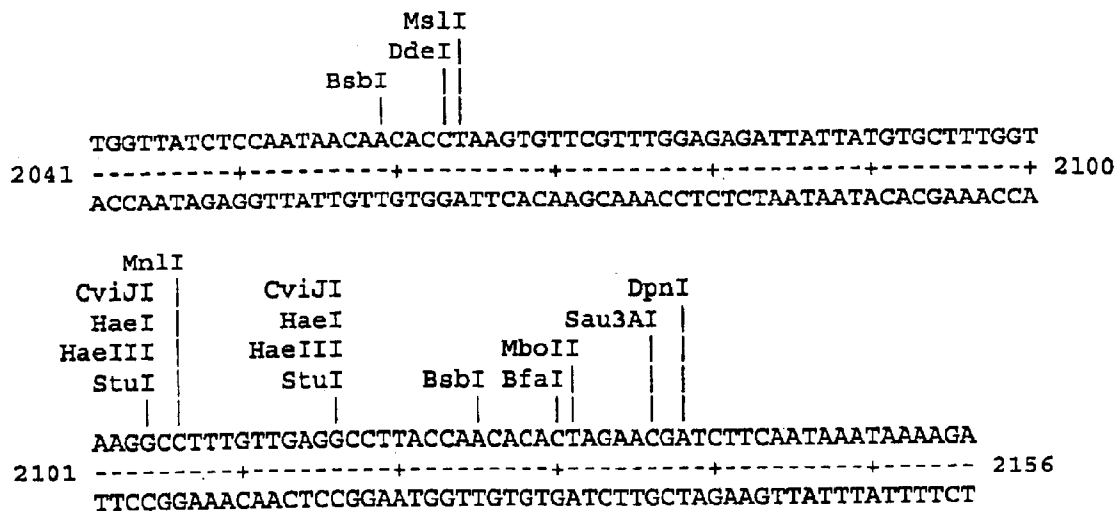 MslI
DdeI
BsbI
TGGTTATCTCCAATAACAACACCTAAGTGTTCGTTTGGAGAGATTATTATGTGCTTTGGT
2041 ---------+---------+---------+---------+---------+---------+ 2100
ACCAATAGAGGTTATTGTTGTGGATTCACAAGCAAACCTCTCTAATAATACACGAAACCA
MnlI
CviJI CviJI DpnI
HaeI HaeI Sau3AI
HaeIII HaeIII MboII
StuI StuI BsbI BfaI
AAGGCCTTTGTTGAGGCCTTACCAACACACTAGAACGATCTTCAATAAATAAAAGA
2101 ---------+---------+---------+---------+---------+------ 2156
TTCCGGAAACAACTCCGGAATGGTTGTGTGATCTTGCTAGAAGTTATTTATTTTCT